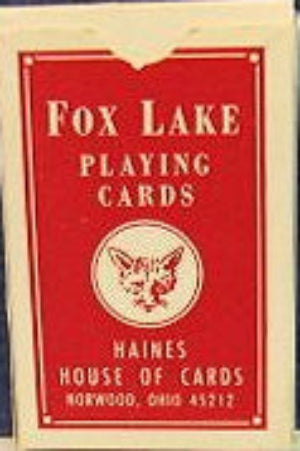 FOX LAKE
PLAYING
CARDS
HAINES
HOUSE OF CARDS
NORWOOD, OHIO 45212